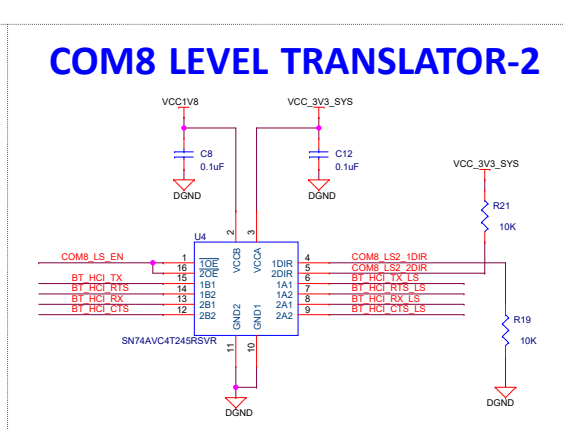 COM8 LEVEL TRANSLATOR-2
VCC1V8
VCC_3V3_SYS
C8
0.1uF
C12
0.1uF
DGND
DGND
VCC_3V3_SYS
R21
10K
2
3
U4
VCCB
VCCA
COM8_LS_EN
1
1OE
1DIR
4
COM8_LS2_1DIR
16
2OE
2DIR
5
COM8_LS2_2DIR
BT_HCI_TX
15
1B1
1A1
6
BT_HCI_TX_LS
BT_HCI_RTS
14
1B2
1A2
7
BT_HCI_RTS_LS
BT_HCI_RX
13
2B1
2A1
8
BT_HCI_RX_LS
BT_HCI_CTS
12
2B2
2A2
9
BT_HCI_CTS_LS
GND2
GND1
SN74AVC4T245RSVR
11
10
R19
10K
DGND
DGND